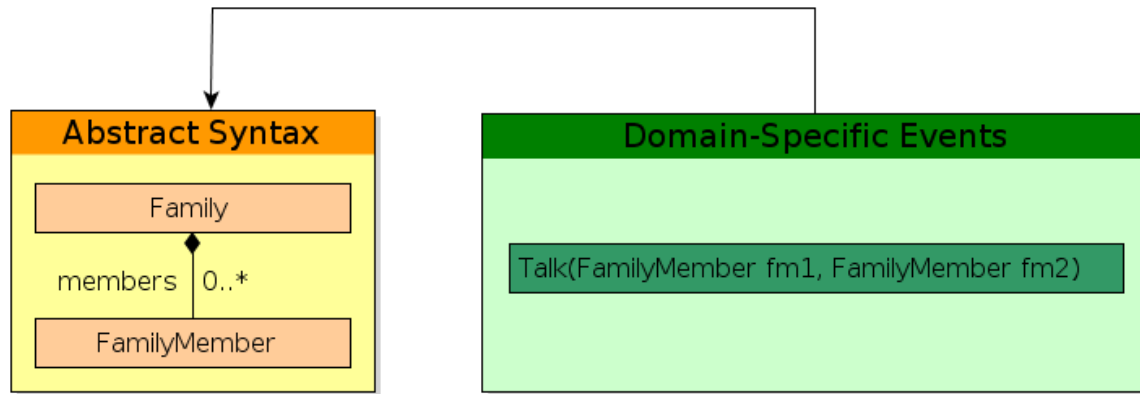 Abstract Syntax
Family
members 0..*
FamilyMember
Domain-Specific Events
Talk(FamilyMember fm1, FamilyMember fm2)